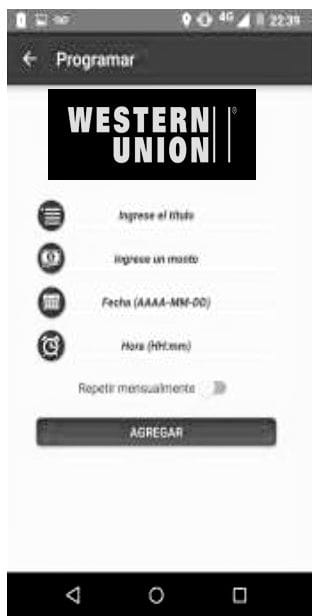 4G 22:39
Programar
WESTERN
UNION
®
Ingrese el título
Ingrese un monto
Fecha (AAAA-MM-DD)
Hora (HH:mm)
Repetir mensualmente
AGREGAR